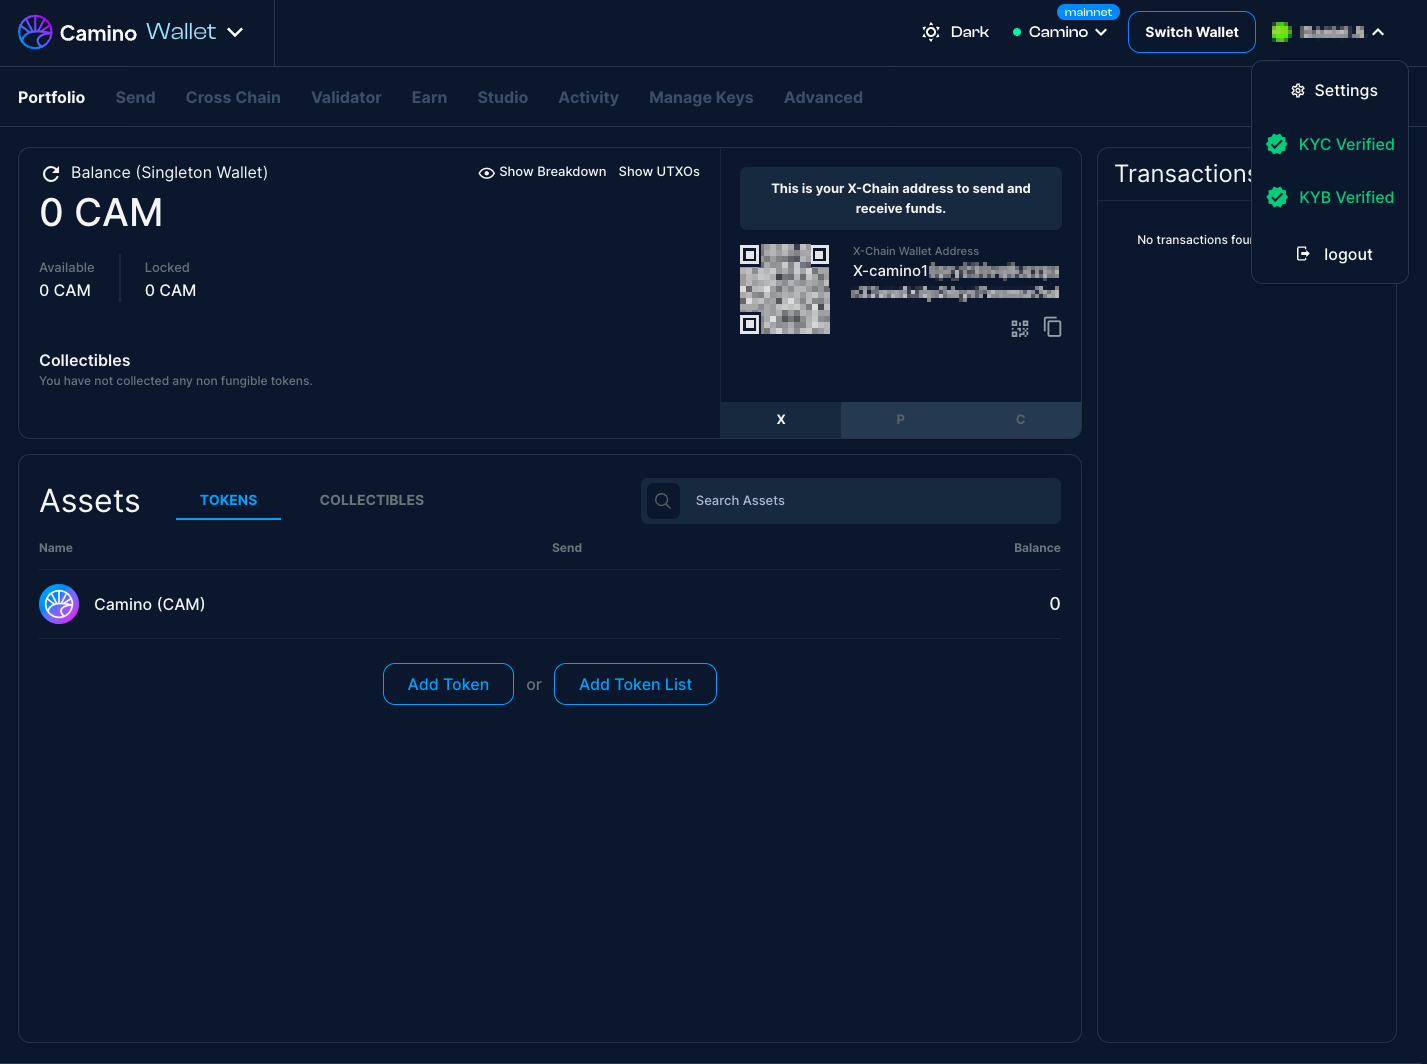 Camino Wallet
Dark
mainnet
Camino
Switch Wallet
Settings
KYC Verified
KYB Verified
logout
Portfolio Send Cross Chain Validator Earn Studio Activity Manage Keys Advanced
Balance (Singleton Wallet)
Show Breakdown Show UTXOs
0 CAM
Available Locked
0 CAM 0 CAM
Collectibles
You have not collected any non fungible tokens.
This is your X-Chain address to send and
receive funds.
X-Chain Wallet Address
X-camino1
X P C
Transactions
No transactions
Assets TOKENS COLLECTIBLES
Search Assets
Name Send Balance
Camino (CAM) 0
Add Token or Add Token List